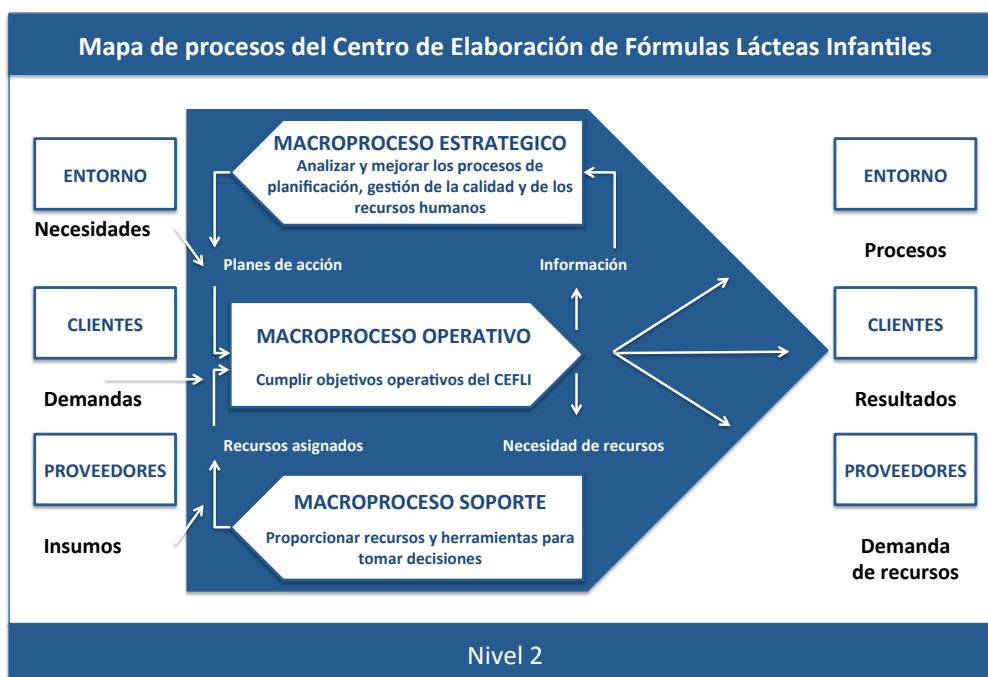 Mapa de procesos del Centro de Elaboración de Fórmulas Lácteas Infantiles
ENTORNO
Necesidades
CLIENTES
Demandas
PROVEEDORES
Insumos
MACROPROCESO ESTRATEGICO
Analizar y mejorar los procesos de
planificación, gestión de la calidad y de los
recursos humanos
Planes de acción
Información
MACROPROCESO OPERATIVO
Cumplir objetivos operativos del CEFLI
Recursos asignados
Necesidad de recursos
MACROPROCESO SOPORTE
Proporcionar recursos y herramientas para
tomar decisiones
ENTORNO
Procesos
CLIENTES
Resultados
PROVEEDORES
Demanda
de recursos
Nivel 2